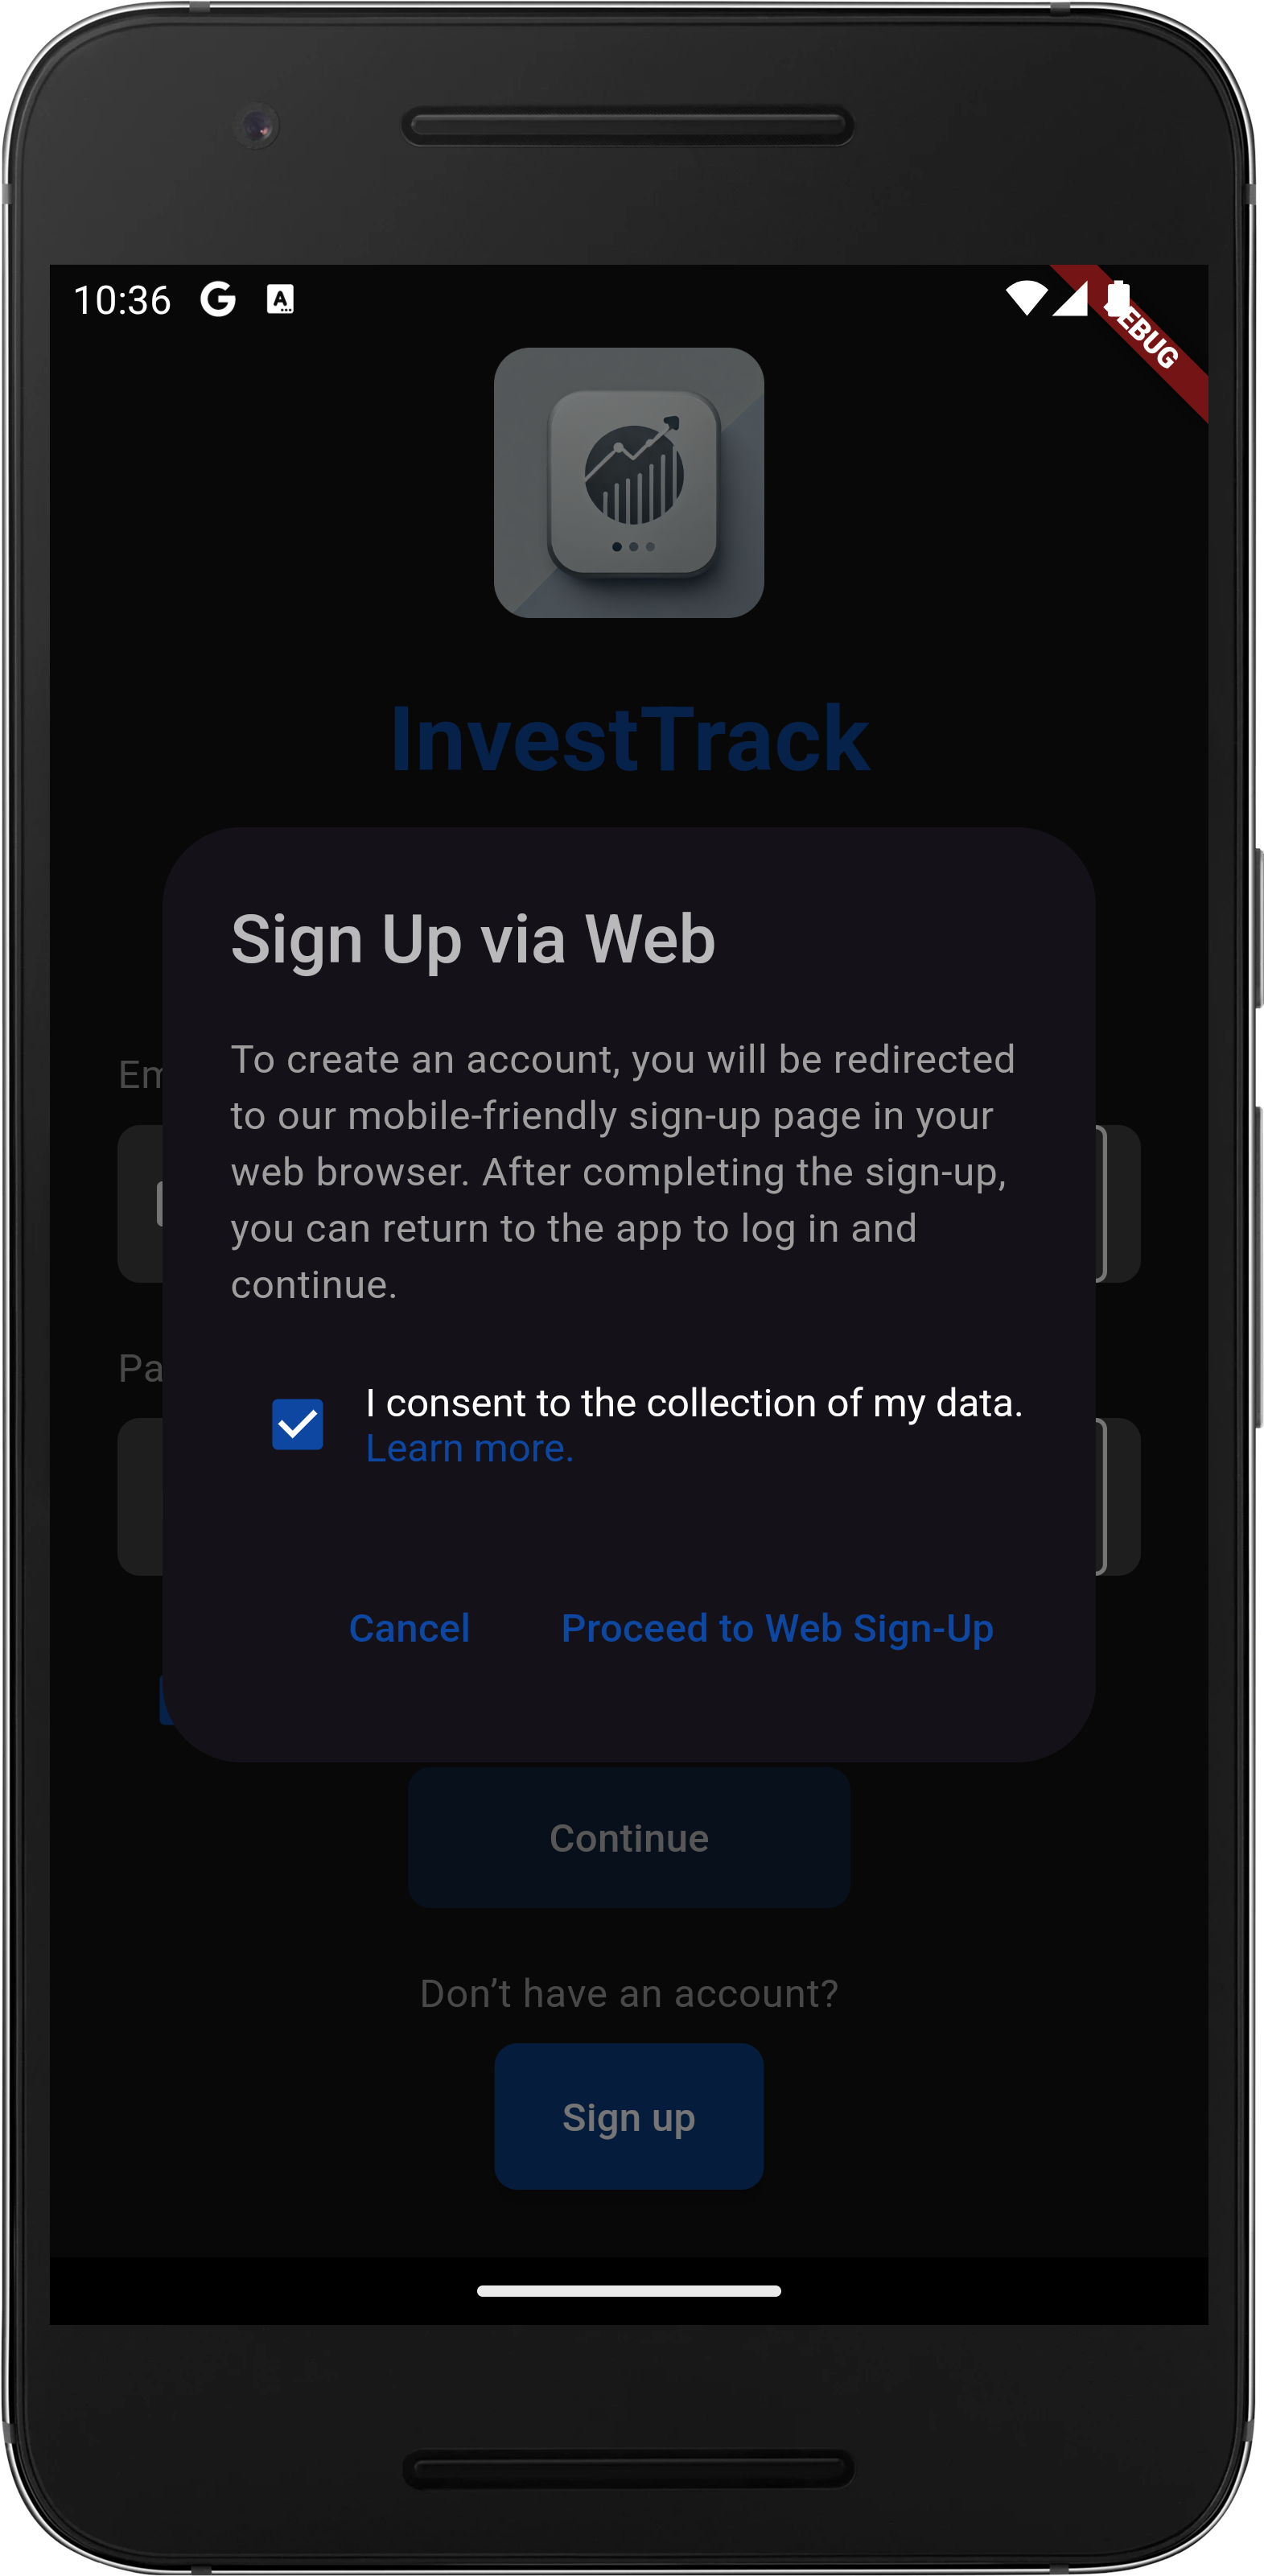 10:36
EBUG
InvestTrack
Sign Up via Web
To create an account, you will be redirected
to our mobile-friendly sign-up page in your
web browser. After completing the sign-up,
you can return to the app to log in and
continue.
I consent to the collection of my data.
Learn more.
Cancel Proceed to Web Sign-Up
Continue
Don’t have an account?
Sign up